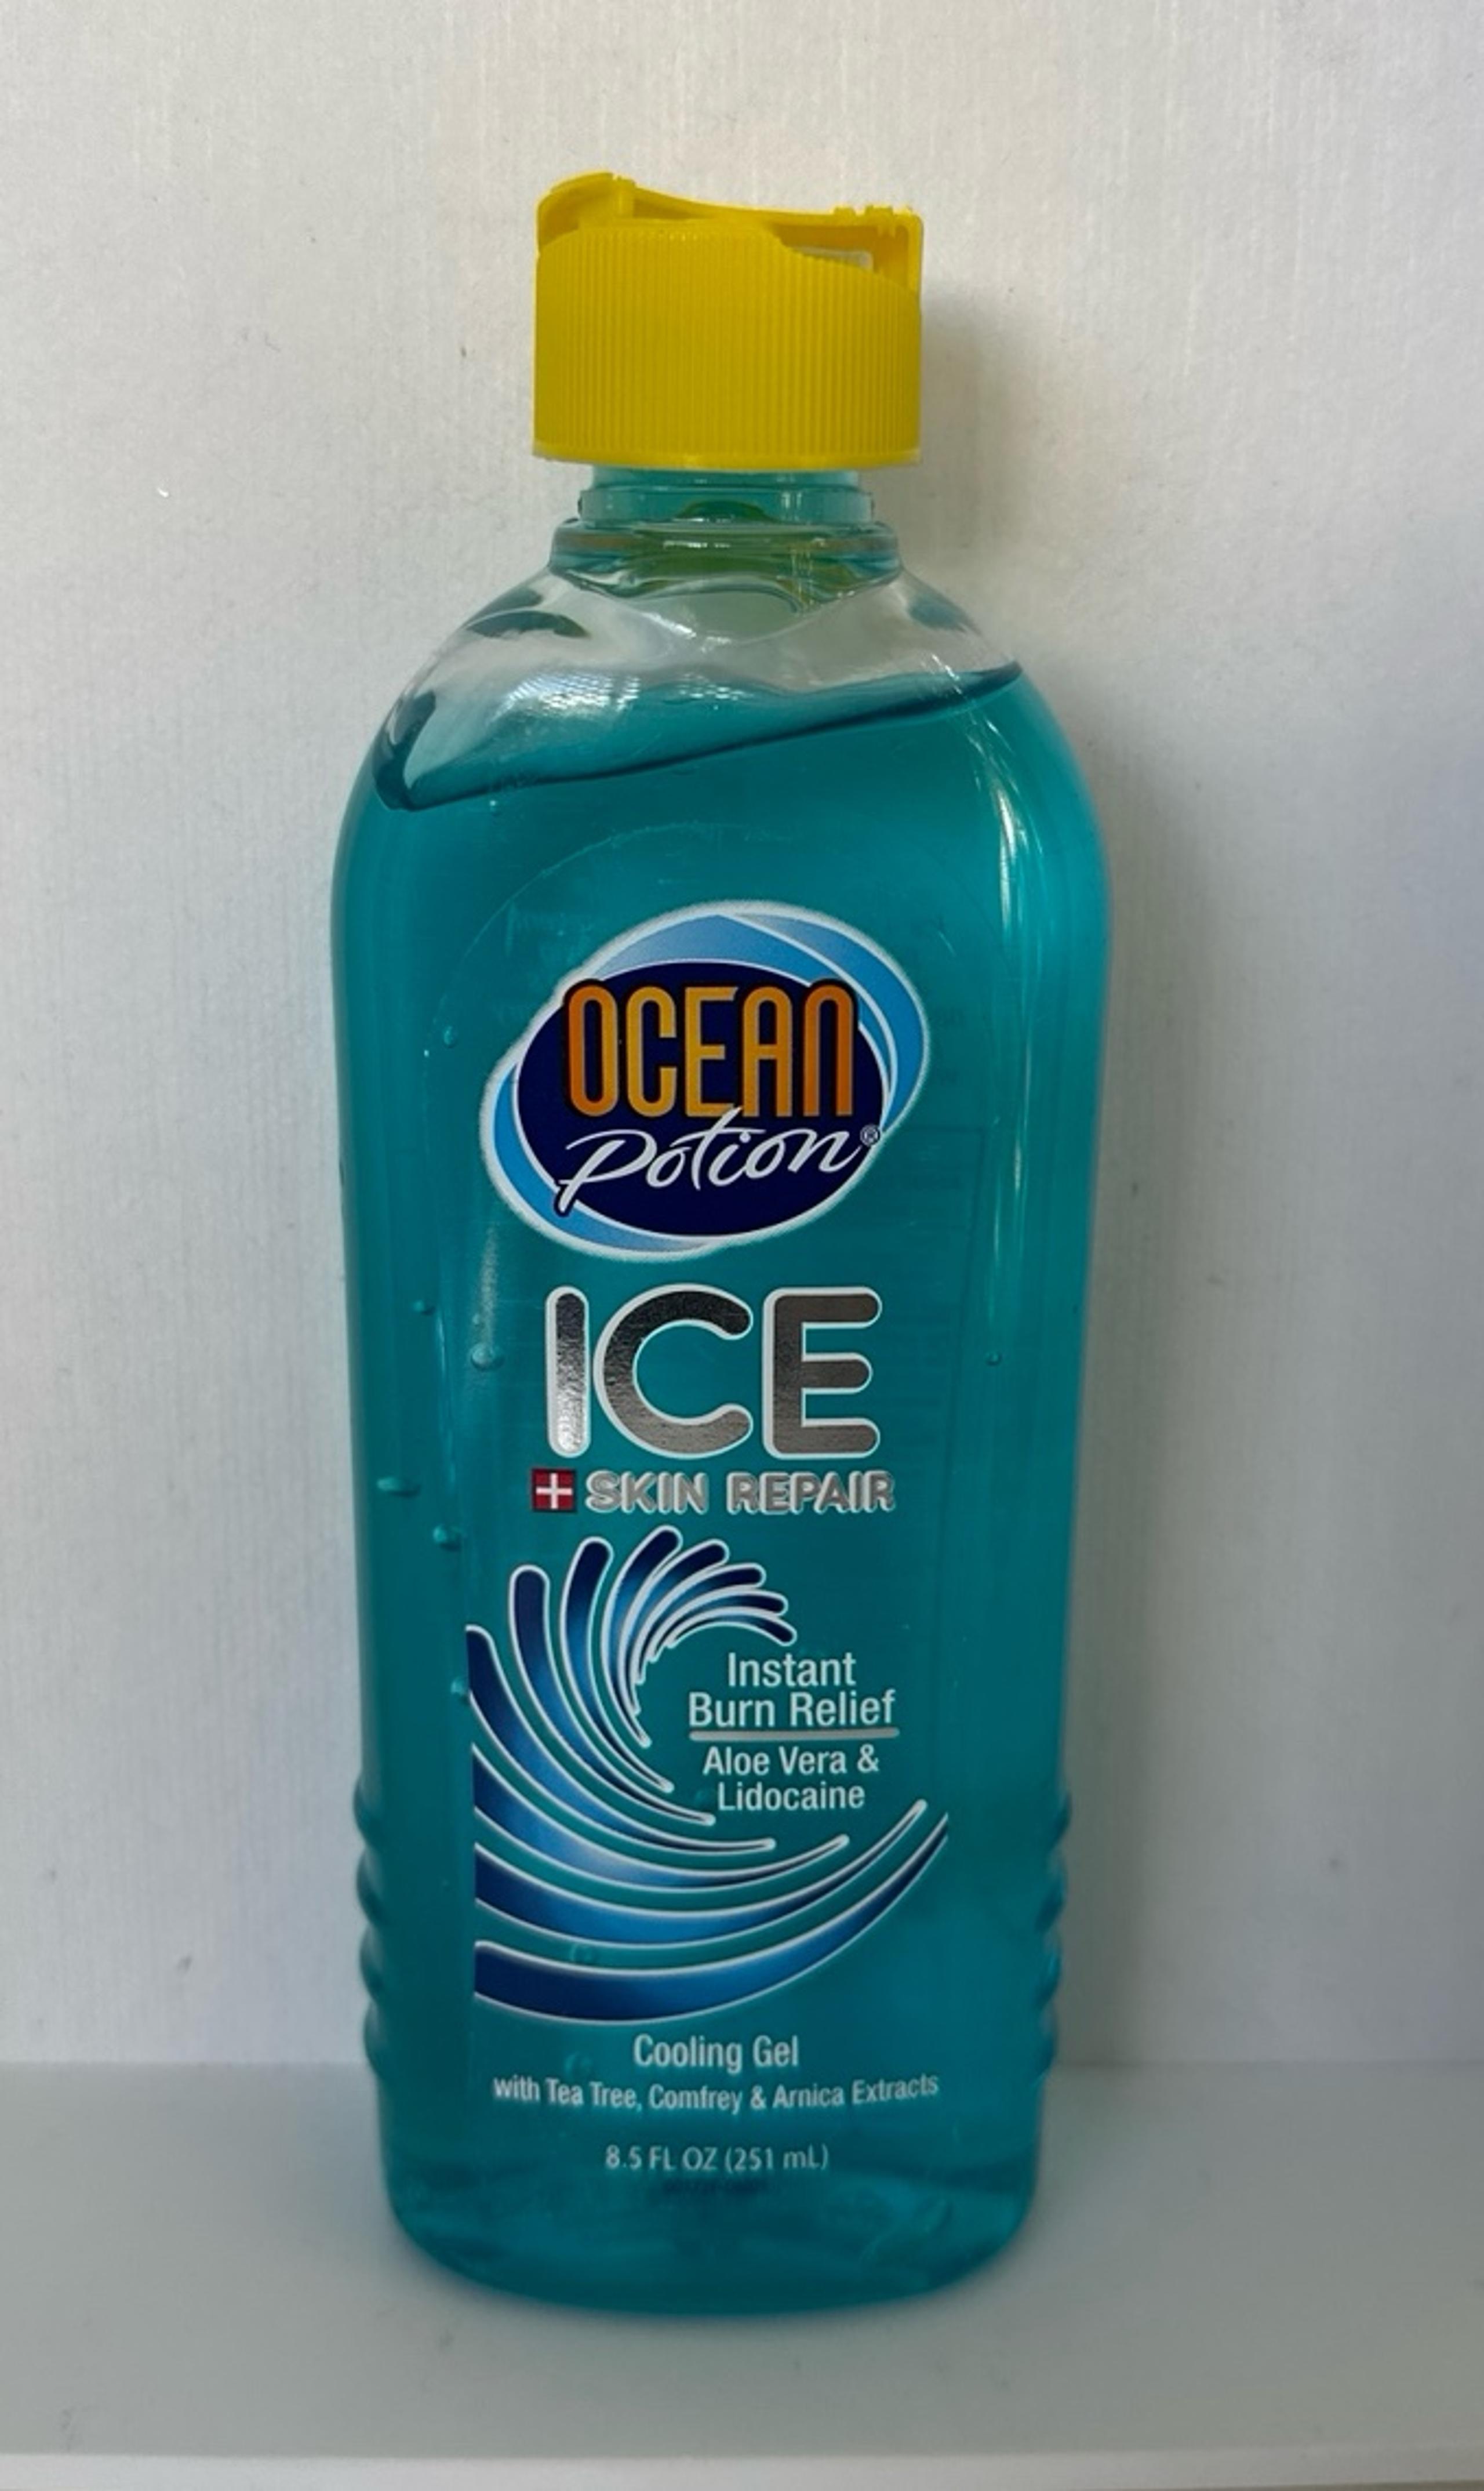 OCEAN
Potion®
ICE
SKIN REPAIR
Instant
Burn Relief
Aloe Vera &
Lidocaine
Cooling Gel
with Tea Tree, Comfrey & Arnica Extracts
8.5 FL OZ (251 mL)